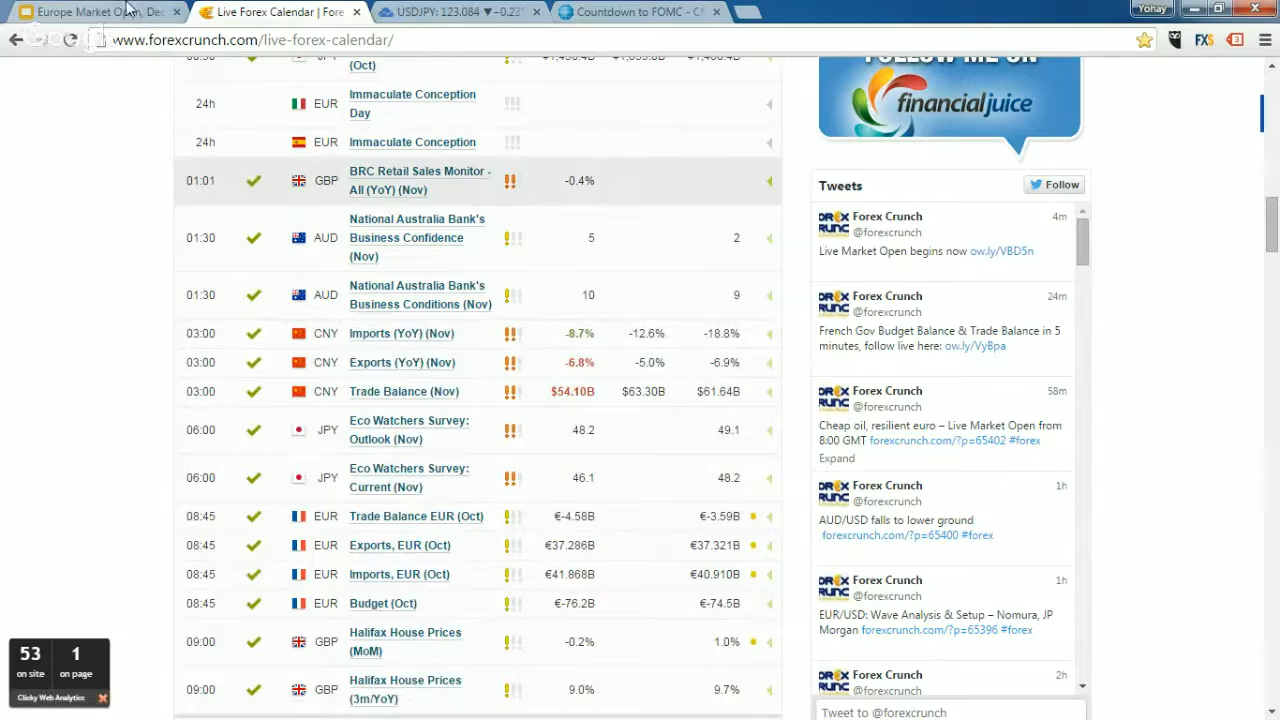 Europe Market Open, Dec
Live Forex Calendar | Fore
USDJPY: 123.084 ▼−0.23%
Countdown to FOMC - C
Yohay
www.forexcrunch.com/live-forex-calendar/
FXS
3
(Oct)
24h EUR Immaculate Conception
Day
24h EUR Immaculate Conception
01:01 GBP BRC Retail Sales Monitor -
All (YoY) (Nov) -0.4%
01:30 AUD National Australia Bank's
Business Confidence 5 2
(Nov)
01:30 AUD National Australia Bank's
Business Conditions (Nov) 10 9
03:00 CNY Imports (YoY) (Nov) -8.7% -12.6% -18.8%
03:00 CNY Exports (YoY) (Nov) -6.8% -5.0% -6.9%
03:00 CNY Trade Balance (Nov) $54.10B $63.30B $61.64B
06:00 JPY Eco Watchers Survey:
Outlook (Nov) 48.2 49.1
06:00 JPY Eco Watchers Survey:
Current (Nov) 46.1 48.2
08:45 EUR Trade Balance EUR (Oct) €-4.58B €-3.59B
08:45 EUR Exports, EUR (Oct) €37.286B €37.321B
08:45 EUR Imports, EUR (Oct) €41.868B €40.910B
08:45 EUR Budget (Oct) €-76.2B €-74.5B
09:00 GBP Halifax House Prices
(MoM) -0.2% 1.0%
09:00 GBP Halifax House Prices
(3m/YoY) 9.0% 9.7%
FOLLOW ME ON
financialjuice
Tweets
Follow
Forex Crunch 4m
@forexcrunch
Live Market Open begins now ow.ly/VBD5n
Forex Crunch 24m
@forexcrunch
French Gov Budget Balance & Trade Balance in 5
minutes, follow live here: ow.ly/VyBpa
Forex Crunch 58m
@forexcrunch
Cheap oil, resilient euro – Live Market Open from
8:00 GMT forexcrunch.com/?p=65402 #forex
Expand
Forex Crunch 1h
@forexcrunch
AUD/USD falls to lower ground
forexcrunch.com/?p=65400 #forex
Forex Crunch 1h
@forexcrunch
EUR/USD: Wave Analysis & Setup – Nomura, JP
Morgan forexcrunch.com/?p=65396 #forex
Forex Crunch 2h
@forexcrunch
Tweet to @forexcrunch
53 1
on site on page
Clicky Web Analytics